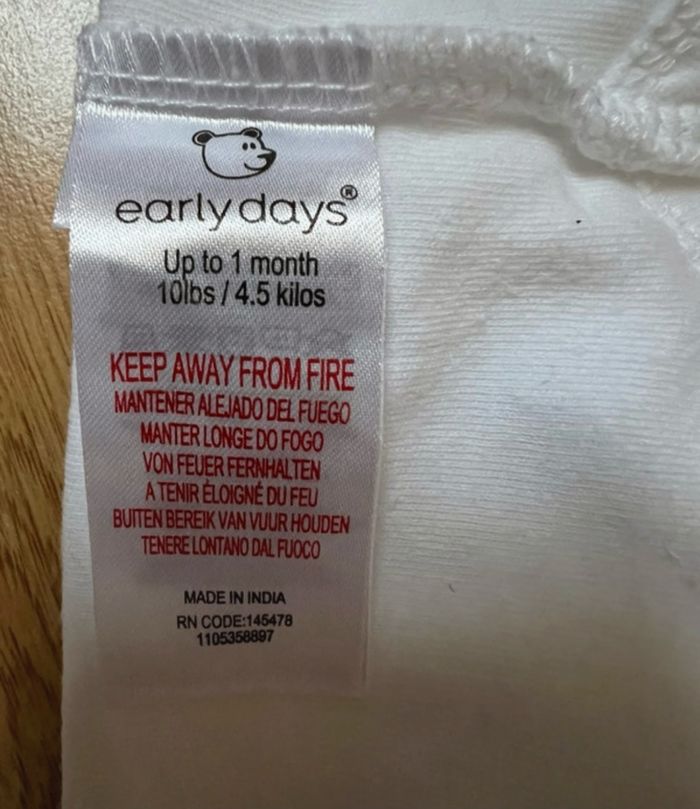 early days®
Up to 1 month
10lbs / 4.5 kilos
KEEP AWAY FROM FIRE
MANTENER ALEJADO DEL FUEGO
MANTER LONGE DO FOGO
VON FEUER FERNHALTEN
A TENIR ÉLOIGNÉ DU FEU
BUITEN BEREIK VAN VUUR HOUDEN
TENERE LONTANO DAL FUOCO
MADE IN INDIA
RN CODE:145478
1105358897